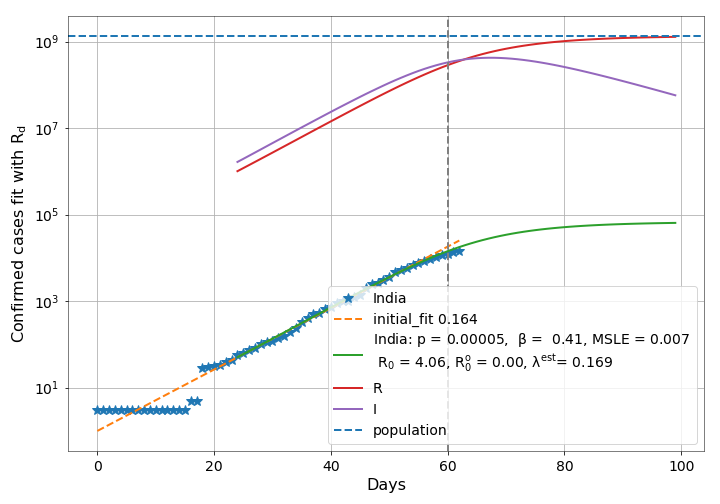 Confirmed cases fit with R_d
10^9
10^7
10^5
10^3
10^1
India
initial_fit 0.164
India: p = 0.00005, β = 0.41, MSLE = 0.007
R_0 = 4.06, R_0^o = 0.00, λ^est= 0.169
R
I
population
0 20 40 60 80 100
Days